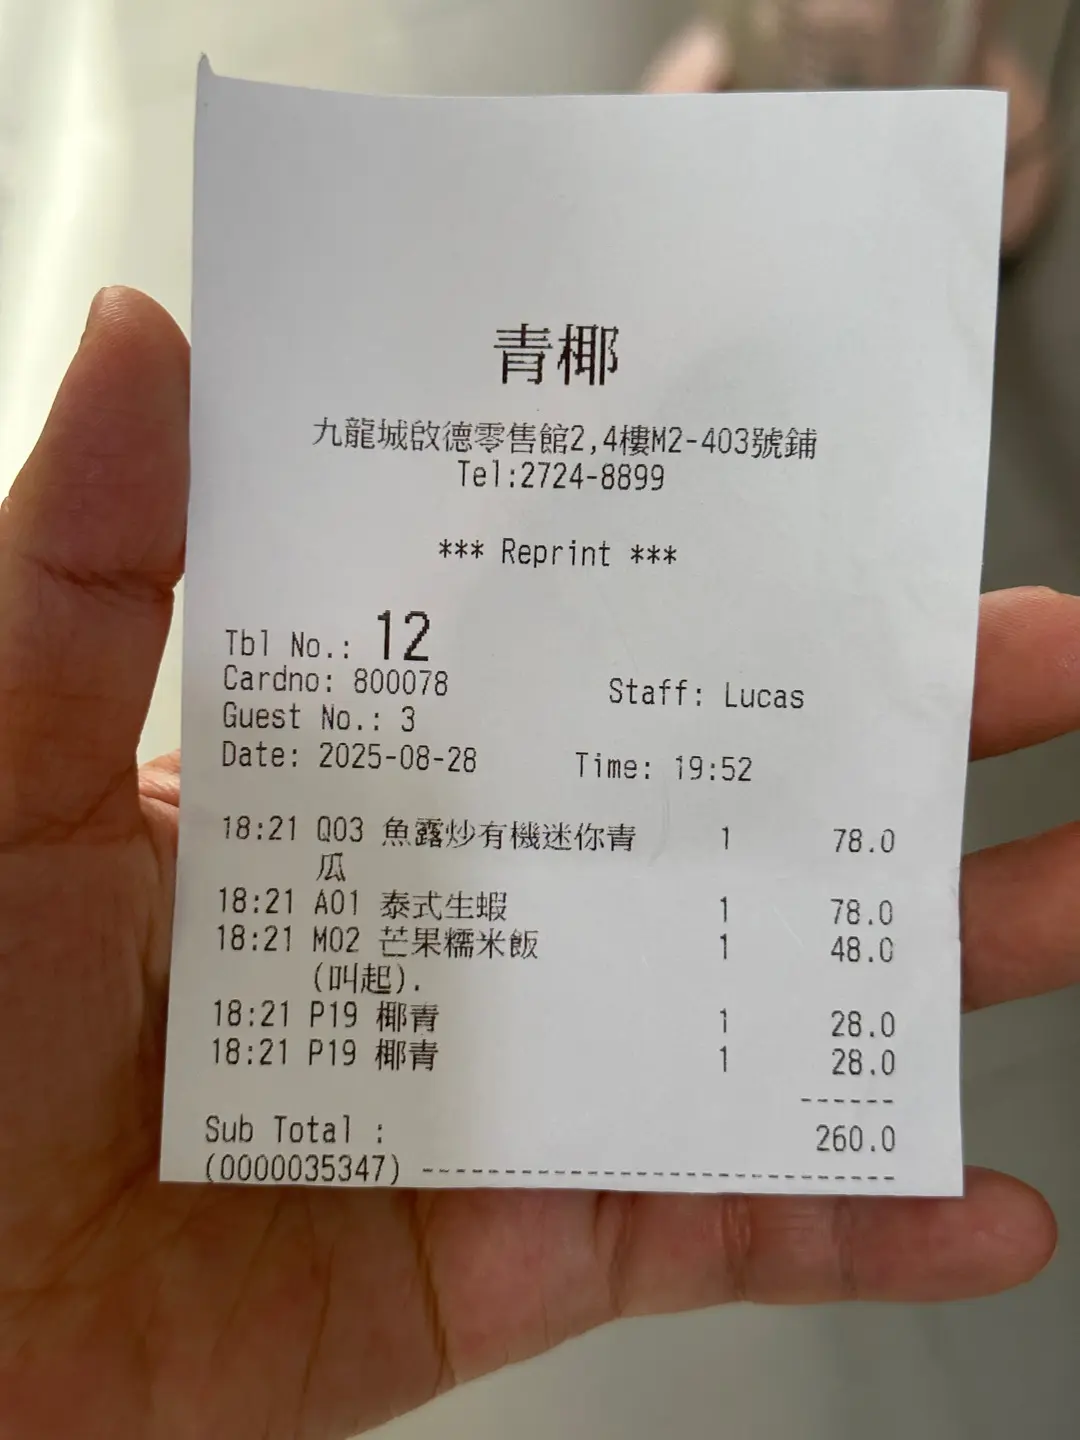 青椰
九龍城啟德零售館2,4樓M2-403號鋪
Tel:2724-8899
*** Reprint ***
Tbl No.: 12
Cardno: 800078 Staff: Lucas
Guest No.: 3
Date: 2025-08-28 Time: 19:52
18:21 Q03 魚露炒有機迷你青 1 78.0
瓜
18:21 A01 泰式生蝦 1 78.0
18:21 M02 芒果糯米飯 1 48.0
(叫起).
18:21 P19 椰青 1 28.0
18:21 P19 椰青 1 28.0
------
Sub Total : 260.0
(0000035347) ------------------------------